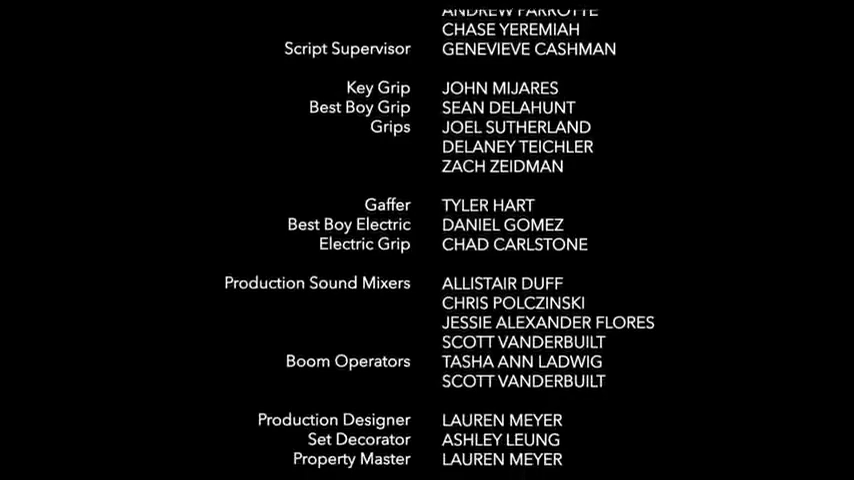 ANDREW PARROTTE
CHASE YEREMIAH
Script Supervisor GENEVIEVE CASHMAN
Key Grip JOHN MIJARES
Best Boy Grip SEAN DELAHUNT
Grips JOEL SUTHERLAND
DELANEY TEICHLER
ZACH ZEIDMAN
Gaffer TYLER HART
Best Boy Electric DANIEL GOMEZ
Electric Grip CHAD CARLSTONE
Production Sound Mixers ALLISTAIR DUFF
CHRIS POLCZINSKI
JESSIE ALEXANDER FLORES
SCOTT VANDERBUILT
Boom Operators TASHA ANN LADWIG
SCOTT VANDERBUILT
Production Designer LAUREN MEYER
Set Decorator ASHLEY LEUNG
Property Master LAUREN MEYER